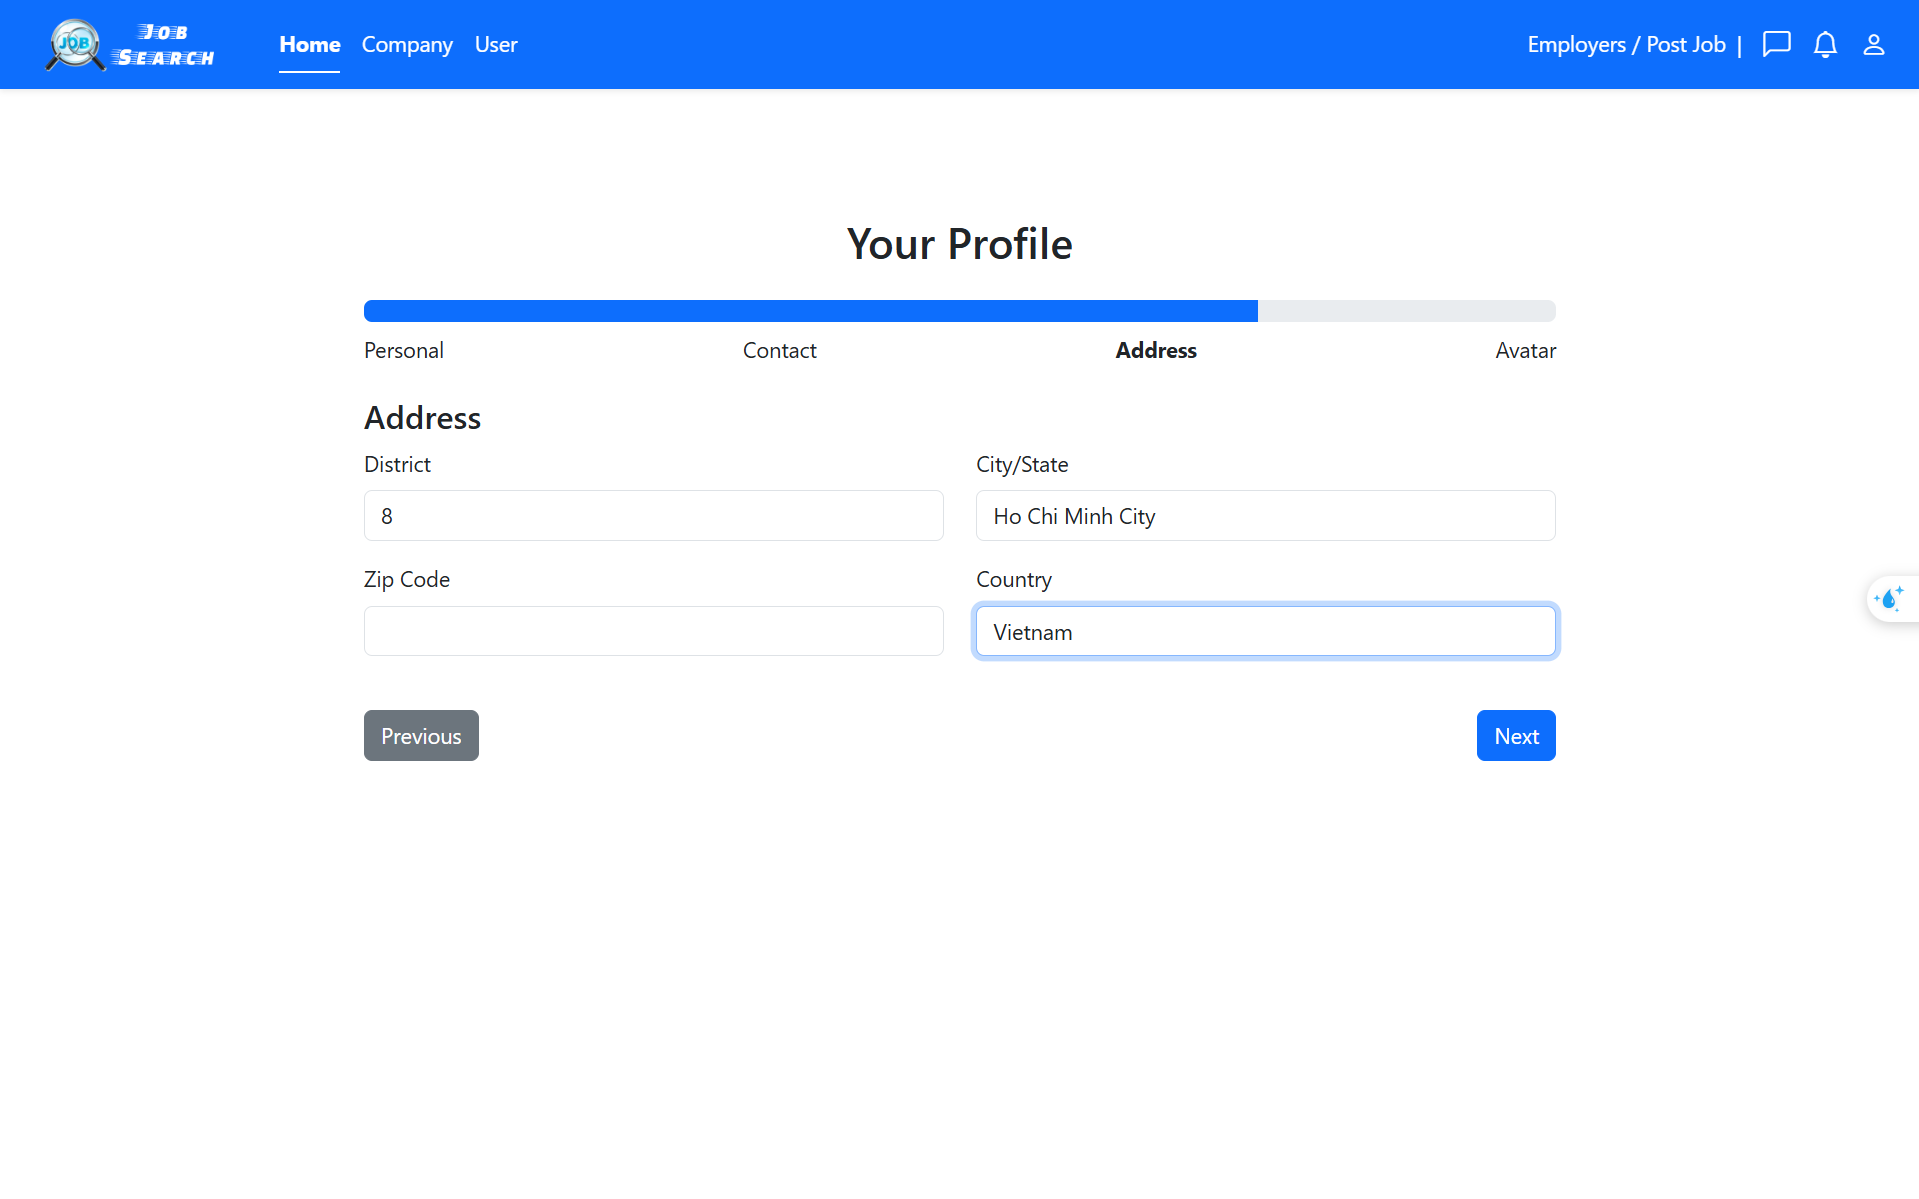 JOB
Job
Search
Home Company User
Employers / Post Job |
Your Profile
Personal Contact Address Avatar
Address
District City/State
8 Ho Chi Minh City
Zip Code Country
Vietnam
Previous Next